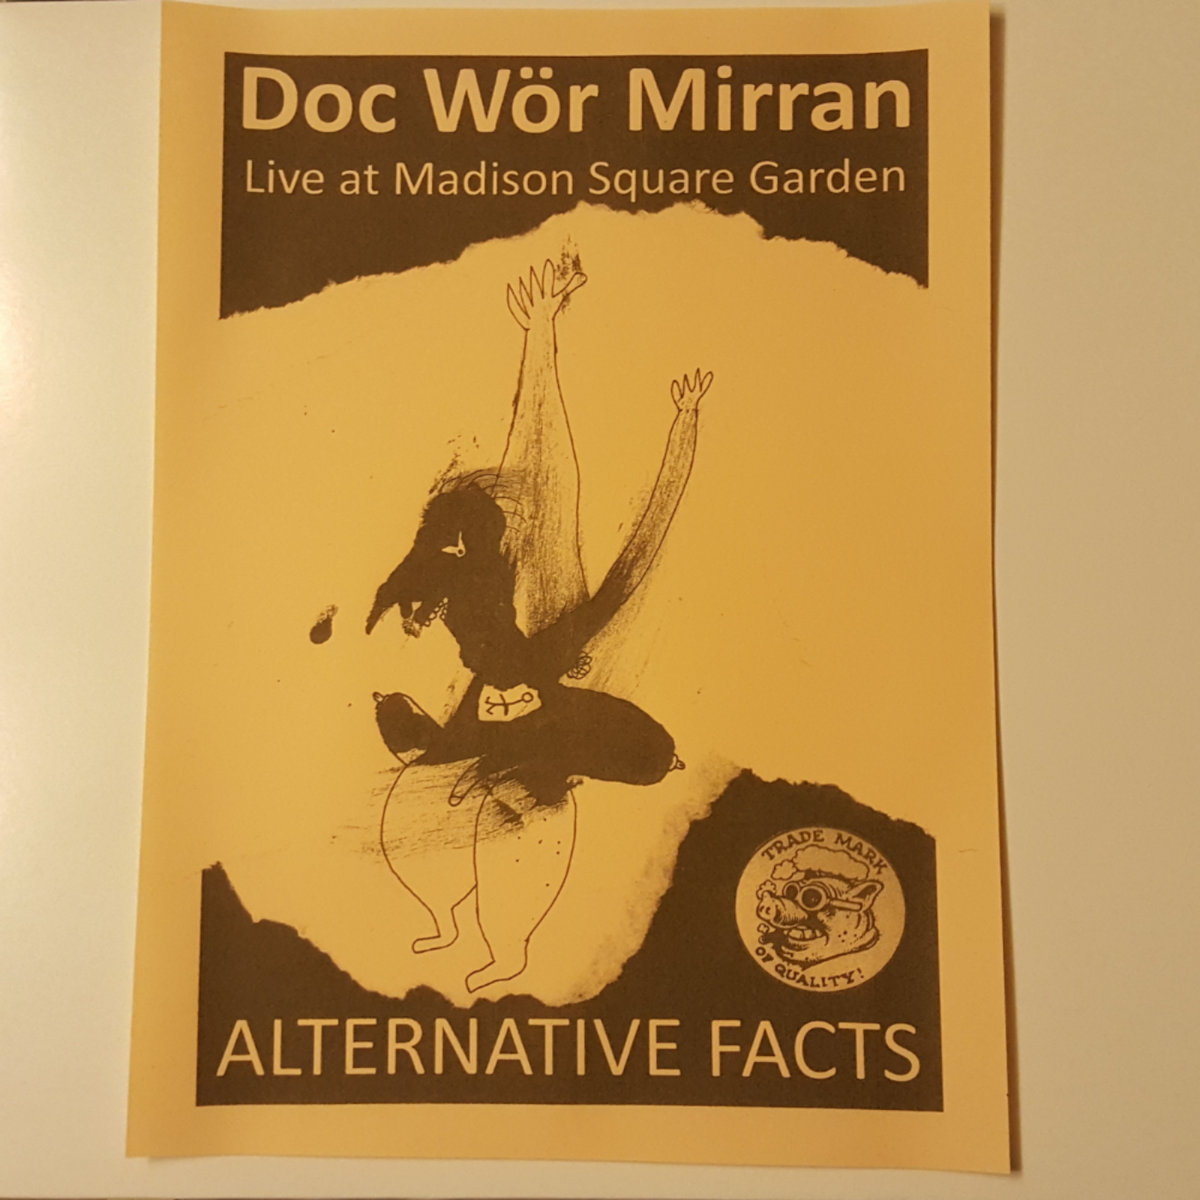 Doc Wör Mirran
Live at Madison Square Garden
TRADE MARK
OF QUALITY!
ALTERNATIVE FACTS